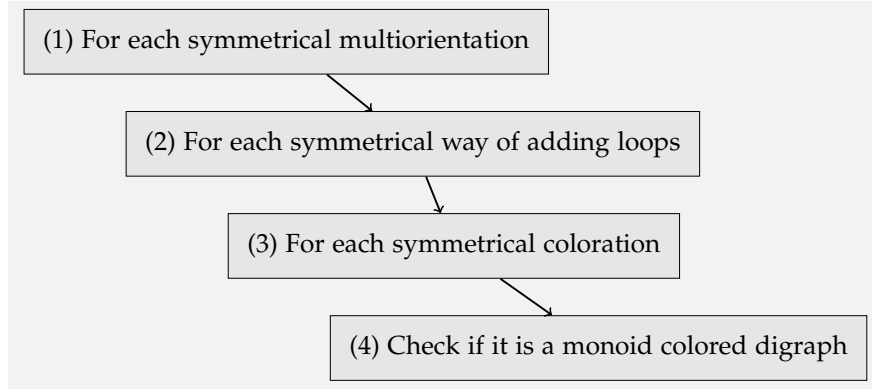 (1) For each symmetrical multiorientation
(2) For each symmetrical way of adding loops
(3) For each symmetrical coloration
(4) Check if it is a monoid colored digraph